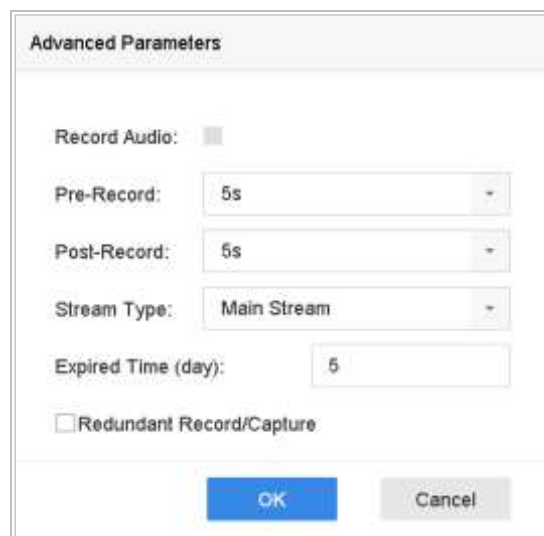 Advanced Parameters
Record Audio:
Pre-Record: 5s
Post-Record: 5s
Stream Type: Main Stream
Expired Time (day): 5
Redundant Record/Capture
OK Cancel